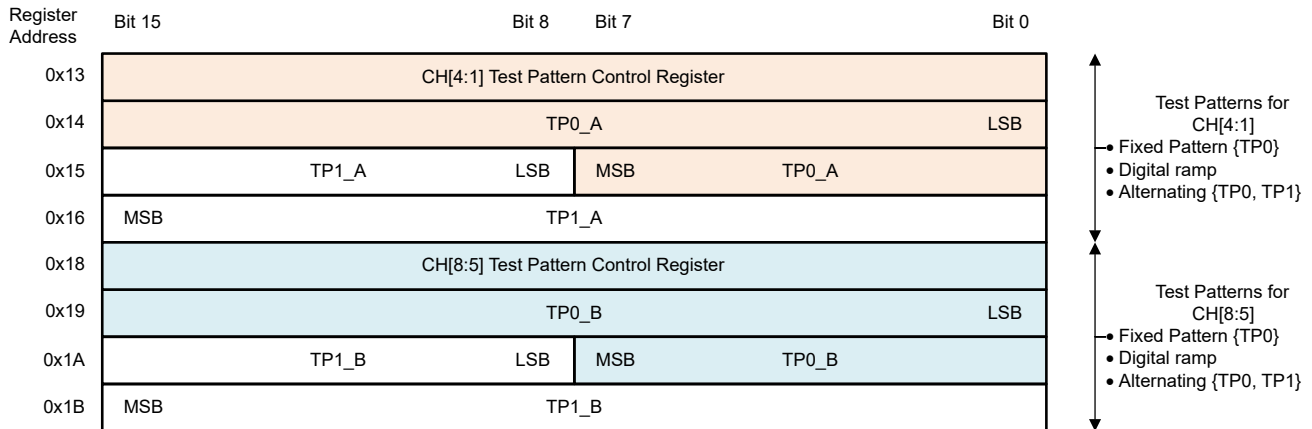 Register
Address
Bit 15 Bit 8 Bit 7 Bit 0
0x13 CH[4:1] Test Pattern Control Register
0x14 TP0_A LSB
0x15 TP1_A LSB MSB TP0_A
0x16 MSB TP1_A
Test Patterns for
CH[4:1]
• Fixed Pattern {TP0}
• Digital ramp
• Alternating {TP0, TP1}
0x18 CH[8:5] Test Pattern Control Register
0x19 TP0_B LSB
0x1A TP1_B LSB MSB TP0_B
0x1B MSB TP1_B
Test Patterns for
CH[8:5]
• Fixed Pattern {TP0}
• Digital ramp
• Alternating {TP0, TP1}